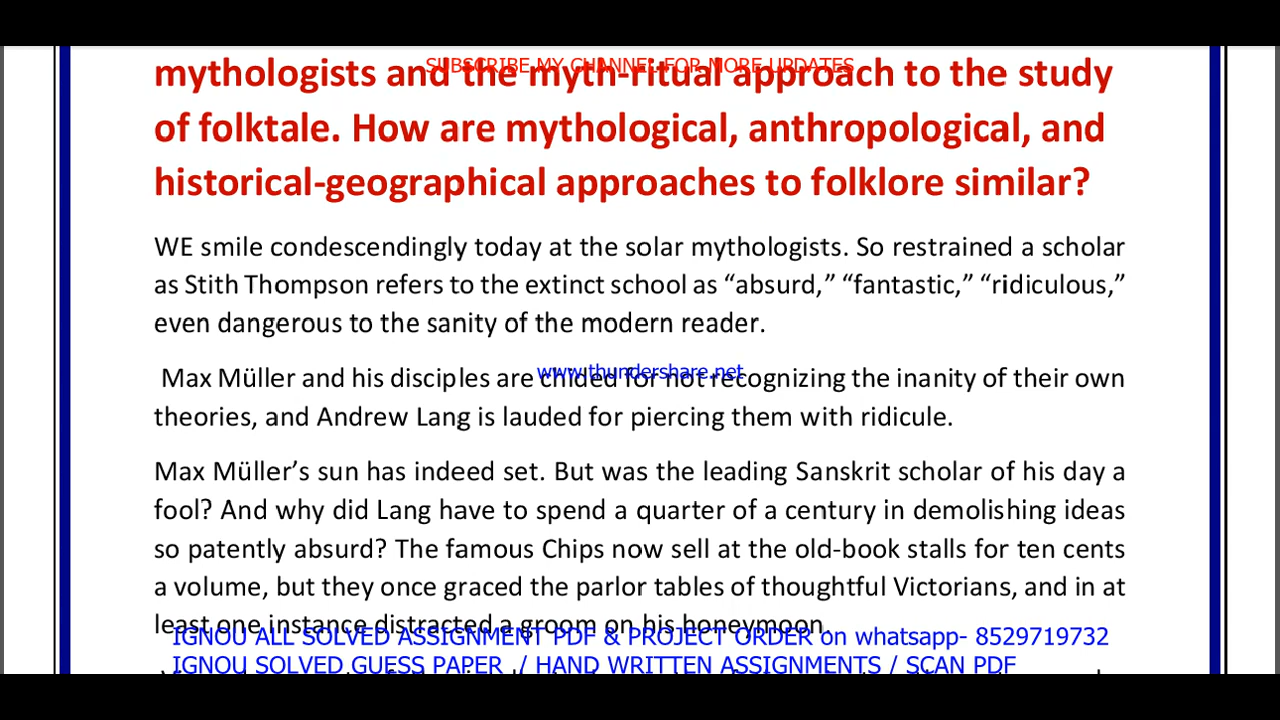 SUBSCRIBE MY CHANNEL FOR MORE UPDATES
mythologists and the myth-ritual approach to the study
of folktale. How are mythological, anthropological, and
historical-geographical approaches to folklore similar?
WE smile condescendingly today at the solar mythologists. So restrained a scholar
as Stith Thompson refers to the extinct school as “absurd,” “fantastic,” “ridiculous,”
even dangerous to the sanity of the modern reader.
www.thundershare.net
Max Müller and his disciples are chided for not recognizing the inanity of their own
theories, and Andrew Lang is lauded for piercing them with ridicule.
Max Müller’s sun has indeed set. But was the leading Sanskrit scholar of his day a
fool? And why did Lang have to spend a quarter of a century in demolishing ideas
so patently absurd? The famous Chips now sell at the old-book stalls for ten cents
a volume, but they once graced the parlor tables of thoughtful Victorians, and in at
least one instance distracted a groom on his honeymoon.
IGNOU ALL SOLVED ASSIGNMENT PDF & PROJECT ORDER on whatsapp- 8529719732
IGNOU SOLVED GUESS PAPER / HAND WRITTEN ASSIGNMENTS / SCAN PDF